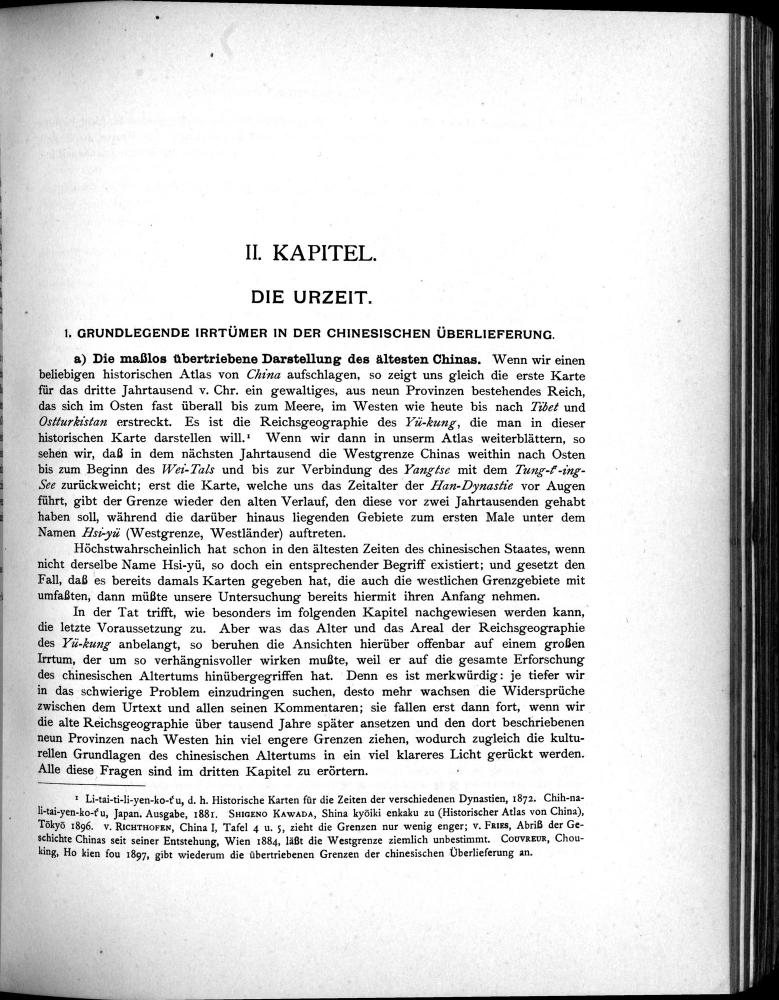 II. KAPITEL.
DIE URZEIT.
1. GRUNDLEGENDE IRRTÜMER IN DER CHINESISCHEN ÜBERLIEFERUNG.
a) Die maßlos übertriebene Darstellung des ältesten Chinas. Wenn wir einen
beliebigen historischen Atlas von China aufschlagen, so zeigt uns gleich die erste Karte
für das dritte Jahrtausend v. Chr. ein gewaltiges, aus neun Provinzen bestehendes Reich,
das sich im Osten fast überall bis zum Meere, im Westen wie heute bis nach Tibet und
Ostturkistan erstreckt. Es ist die Reichsgeographie des Yü-kung, die man in dieser
historischen Karte darstellen will.¹ Wenn wir dann in unserm Atlas weiterblättern, so
sehen wir, daß in dem nächsten Jahrtausend die Westgrenze Chinas weithin nach Osten
bis zum Beginn des Wei-Tals und bis zur Verbindung des Yangtse mit dem Tung-t‘-ing-
See zurückweicht; erst die Karte, welche uns das Zeitalter der Han-Dynastie vor Augen
führt, gibt der Grenze wieder den alten Verlauf, den diese vor zwei Jahrtausenden gehabt
haben soll, während die darüber hinaus liegenden Gebiete zum ersten Male unter dem
Namen Hsi-yü (Westgrenze, Westländer) auftreten.
Höchstwahrscheinlich hat schon in den ältesten Zeiten des chinesischen Staates, wenn
nicht derselbe Name Hsi-yü, so doch ein entsprechender Begriff existiert; und gesetzt den
Fall, daß es bereits damals Karten gegeben hat, die auch die westlichen Grenzgebiete mit
umfaßten, dann müßte unsere Untersuchung bereits hiermit ihren Anfang nehmen.
In der Tat trifft, wie besonders im folgenden Kapitel nachgewiesen werden kann,
die letzte Voraussetzung zu. Aber was das Alter und das Areal der Reichsgeographie
des Yü-kung anbelangt, so beruhen die Ansichten hierüber offenbar auf einem großen
Irrtum, der um so verhängnisvoller wirken mußte, weil er auf die gesamte Erforschung
des chinesischen Altertums hinübergegriffen hat. Denn es ist merkwürdig: je tiefer wir
in das schwierige Problem einzudringen suchen, desto mehr wachsen die Widersprüche
zwischen dem Urtext und allen seinen Kommentaren; sie fallen erst dann fort, wenn wir
die alte Reichsgeographie über tausend Jahre später ansetzen und den dort beschriebenen
neun Provinzen nach Westen hin viel engere Grenzen ziehen, wodurch zugleich die kultu-
rellen Grundlagen des chinesischen Altertums in ein viel klareres Licht gerückt werden.
Alle diese Fragen sind im dritten Kapitel zu erörtern.
¹ Li-tai-ti-li-yen-ko-t‘u, d. h. Historische Karten für die Zeiten der verschiedenen Dynastien, 1872. Chih-na-
li-tai-yen-ko-t‘u, Japan. Ausgabe, 1881. SHIGENO KAWADA, Shina kyōiki enkaku zu (Historischer Atlas von China),
Tōkyō 1896. V. RICHTHOFEN, China I, Tafel 4 u. 5, zieht die Grenzen nur wenig enger; V. FRIES, Abriß der Ge-
schichte Chinas seit seiner Entstehung, Wien 1884, läßt die Westgrenze ziemlich unbestimmt. COUVREUR, Chou-
king, Ho kien fou 1897, gibt wiederum die übertriebenen Grenzen der chinesischen Überlieferung an.